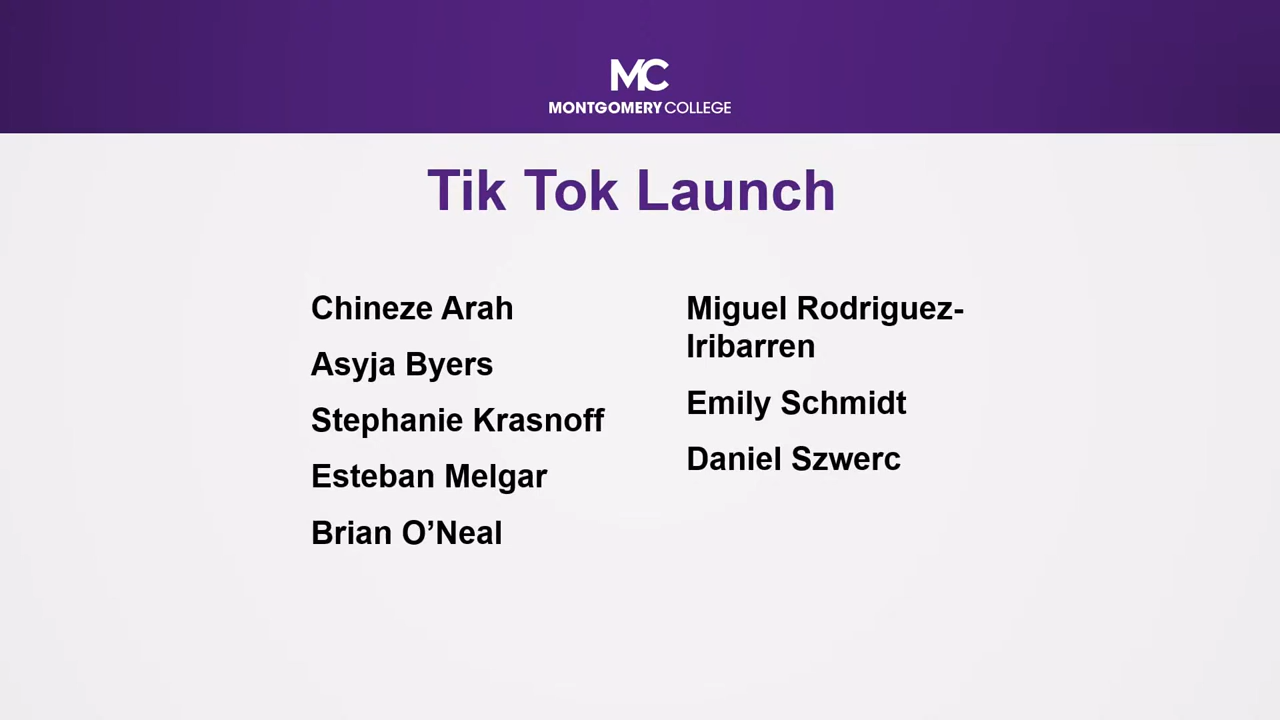 MC
MONTGOMERY COLLEGE
Tik Tok Launch
Chineze Arah
Asyja Byers
Stephanie Krasnoff
Esteban Melgar
Brian O’Neal
Miguel Rodriguez-
Iribarren
Emily Schmidt
Daniel Szwerc